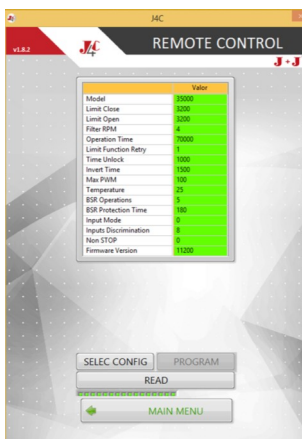 J4C
v1.8.2
J4C
REMOTE CONTROL
J+J
Valor
Model 35000
Limit Close 3200
Limit Open 3200
Filter RPM 4
Operation Time 70000
Limit Function Retry 1
Time Unlock 1000
Invert Time 1500
Max PWM 100
Temperature 25
BSR Operations 5
BSR Protection Time 180
Input Mode 0
Inputs Discrimination 8
Non STOP 0
Firmware Version 11200
SELEC CONFIG PROGRAM
READ
MAIN MENU